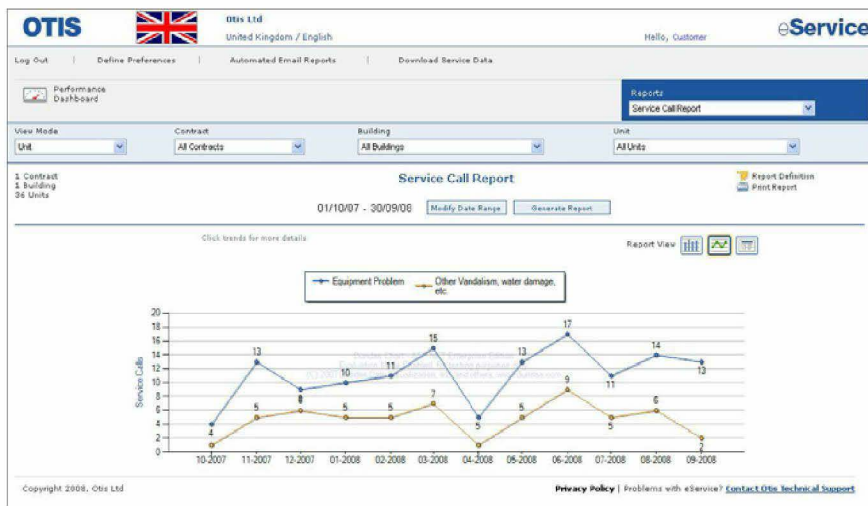 OTIS
Otis Ltd
United Kingdom / English
Hello, Customer
eService
Log Out | Define Preferences | Automated Email Reports | Download Service Data
Performance
Dashboard
Reports
Service Call Report
View Mode
Unit
Contract
All Contracts
Building
All Buildings
Unit
All Units
1 Contract
1 Building
36 Units
Service Call Report
Report Definition
Print Report
01/10/07 - 30/09/08
Modify Date Range
Generate Report
Click trends for more details
Report View
Equipment Problem
Other Vandalism, water damage,
etc.
Service Calls
20
18
16
14
12
10
8
6
4
2
0
4 13 10 11 15 5 13 17 11 14 13
5 6 5 5 7 5 9 5 6 2
10-2007 11-2007 12-2007 01-2008 02-2008 03-2008 04-2008 05-2008 06-2008 07-2008 08-2008 09-2008
Copyright 2008, Otis Ltd
Privacy Policy | Problems with eService? Contact Otis Technical Support